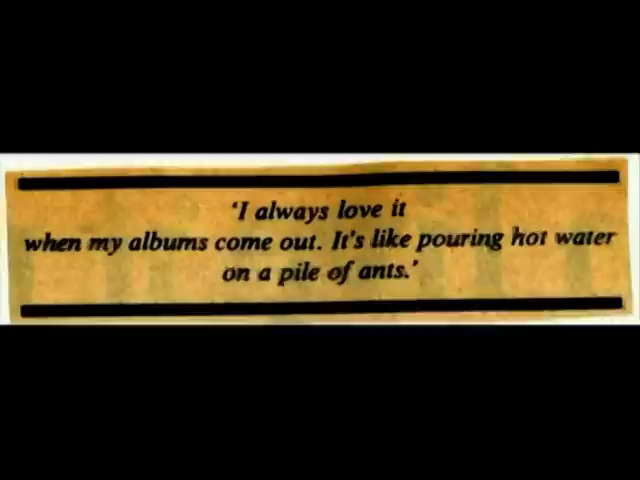 'I always love it
when my albums come out. It's like pouring hot water
on a pile of ants.'